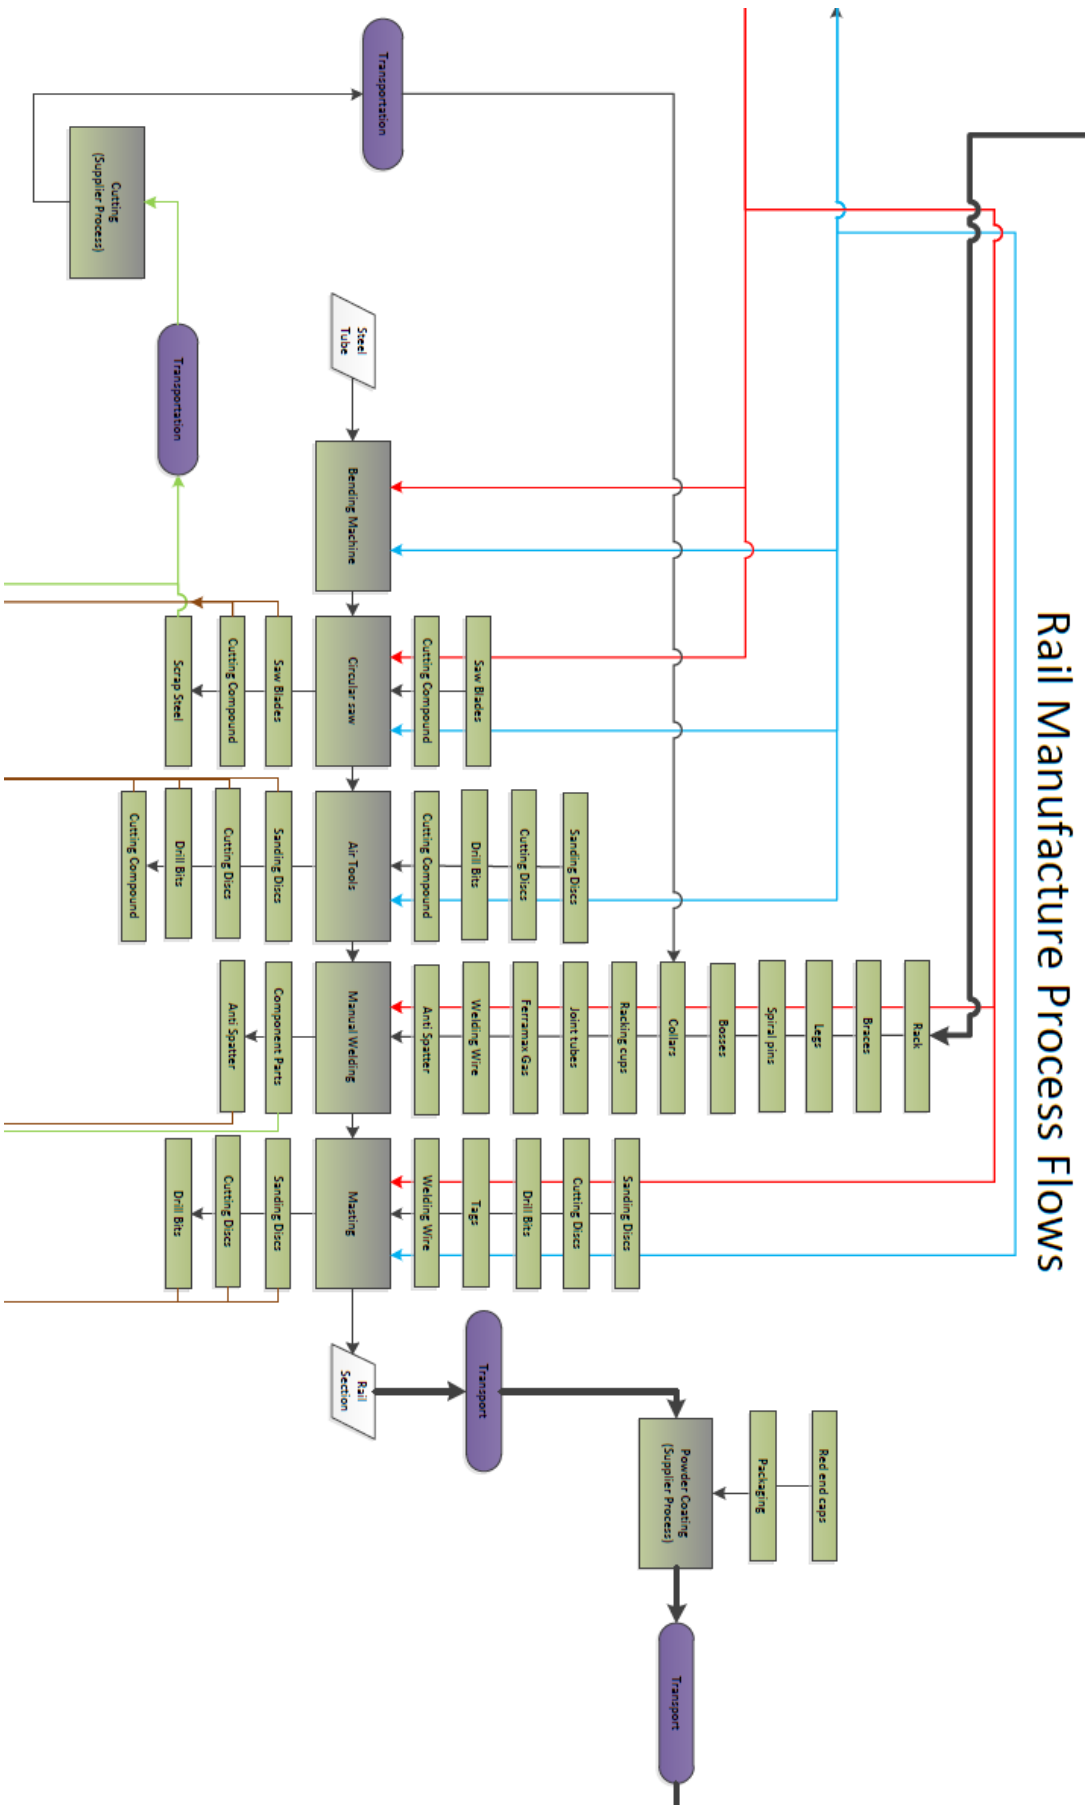 Rail Manufacture Process Flows
Rack
Braces
Legs
Red end caps
Spiral pins
Packaging
Bosses
Collars
Powder Coating
(Supplier Process)
Transport
Racking cups
Sanding Discs
Sanding Discs
Joint tubes
Cutting Discs
Cutting Discs
Ferramax Gas
Drill Bits
Saw Blades
Drill Bits
Welding Wire
Tags
Transport
Cutting Compound
Cutting Compound
Anti Spatter
Welding Wire
Transportation
Steel
Tube
Bending Machine
Circular saw
Air Tools
Manual Welding
Masting
Rail
Section
Saw Blades
Sanding Discs
Component Parts
Sanding Discs
Cutting Compound
Cutting Discs
Anti Spatter
Cutting Discs
Transportation
Scrap Steel
Drill Bits
Drill Bits
Cutting Compound
Cutting
(Supplier Process)